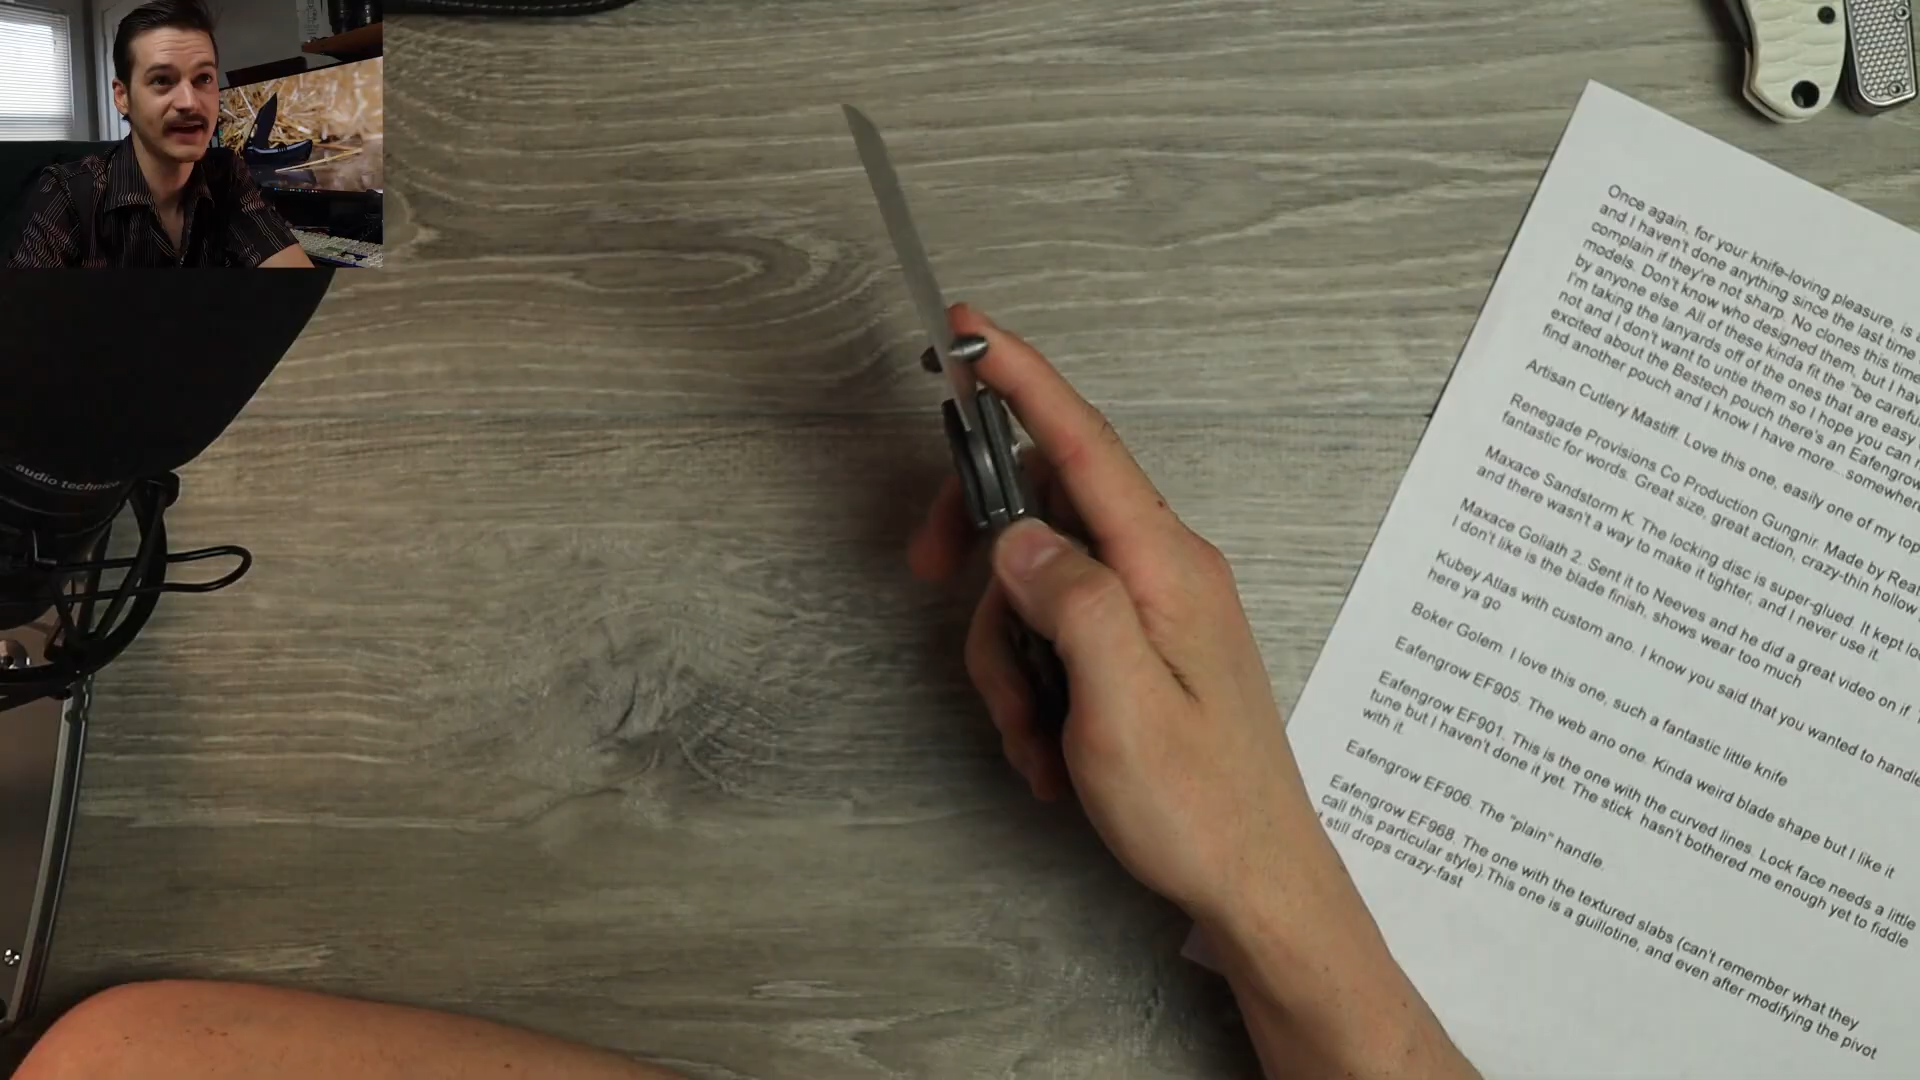 audio technica
Once again, for your knife-loving pleasure, is
and I haven't done anything since the last time
complain if they're not sharp. No clones this time
models. Don't know who designed them, but I hav
by anyone else. All of these kinda fit the "be careful
I'm taking the lanyards off of the ones that are easy
not and I don't want to untie them so I hope you can
excited about the Bestech pouch there's an Eafengrow
find another pouch and I know I have more...somewhere
Artisan Cutlery Mastiff. Love this one, easily one of my top
Renegade Provisions Co Production Gungnir. Made by Reat
fantastic for words. Great size, great action, crazy-thin hollow
Maxace Sandstorm K. The locking disc is super-glued. It kept loo
and there wasn't a way to make it tighter, and I never use it.
Maxace Goliath 2. Sent it to Neeves and he did a great video on it.
I don't like is the blade finish, shows wear too much
Kubey Atlas with custom ano. I know you said that you wanted to handle
here ya go
Boker Golem. I love this one, such a fantastic little knife
Eafengrow EF905. The web ano one. Kinda weird blade shape but I like it
Eafengrow EF901. This is the one with the curved lines. Lock face needs a little
tune but I haven't done it yet. The stick hasn't bothered me enough yet to fiddle
with it.
Eafengrow EF906. The "plain" handle.
Eafengrow EF968. The one with the textured slabs (can't remember what they
call this particular style).This one is a guillotine, and even after modifying the pivot
t still drops crazy-fast